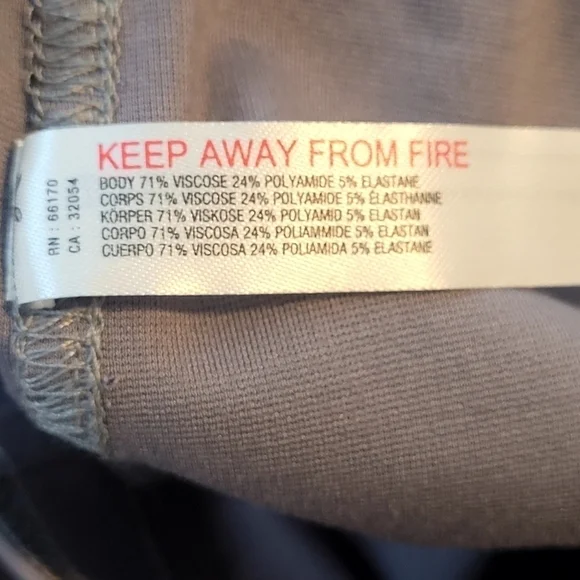 KEEP AWAY FROM FIRE
BODY 71% VISCOSE 24% POLYAMIDE 5% ELASTANE
CORPS 71% VISCOSE 24% POLYAMIDE 5% ÉLASTHANNE
KÖRPER 71% VISKOSE 24% POLYAMID 5% ELASTAN
CORPO 71% VISCOSA 24% POLIAMMIDE 5% ELASTAN
CUERPO 71% VISCOSA 24% POLIAMIDA 5% ELASTANE
RN : 66170
CA : 32054